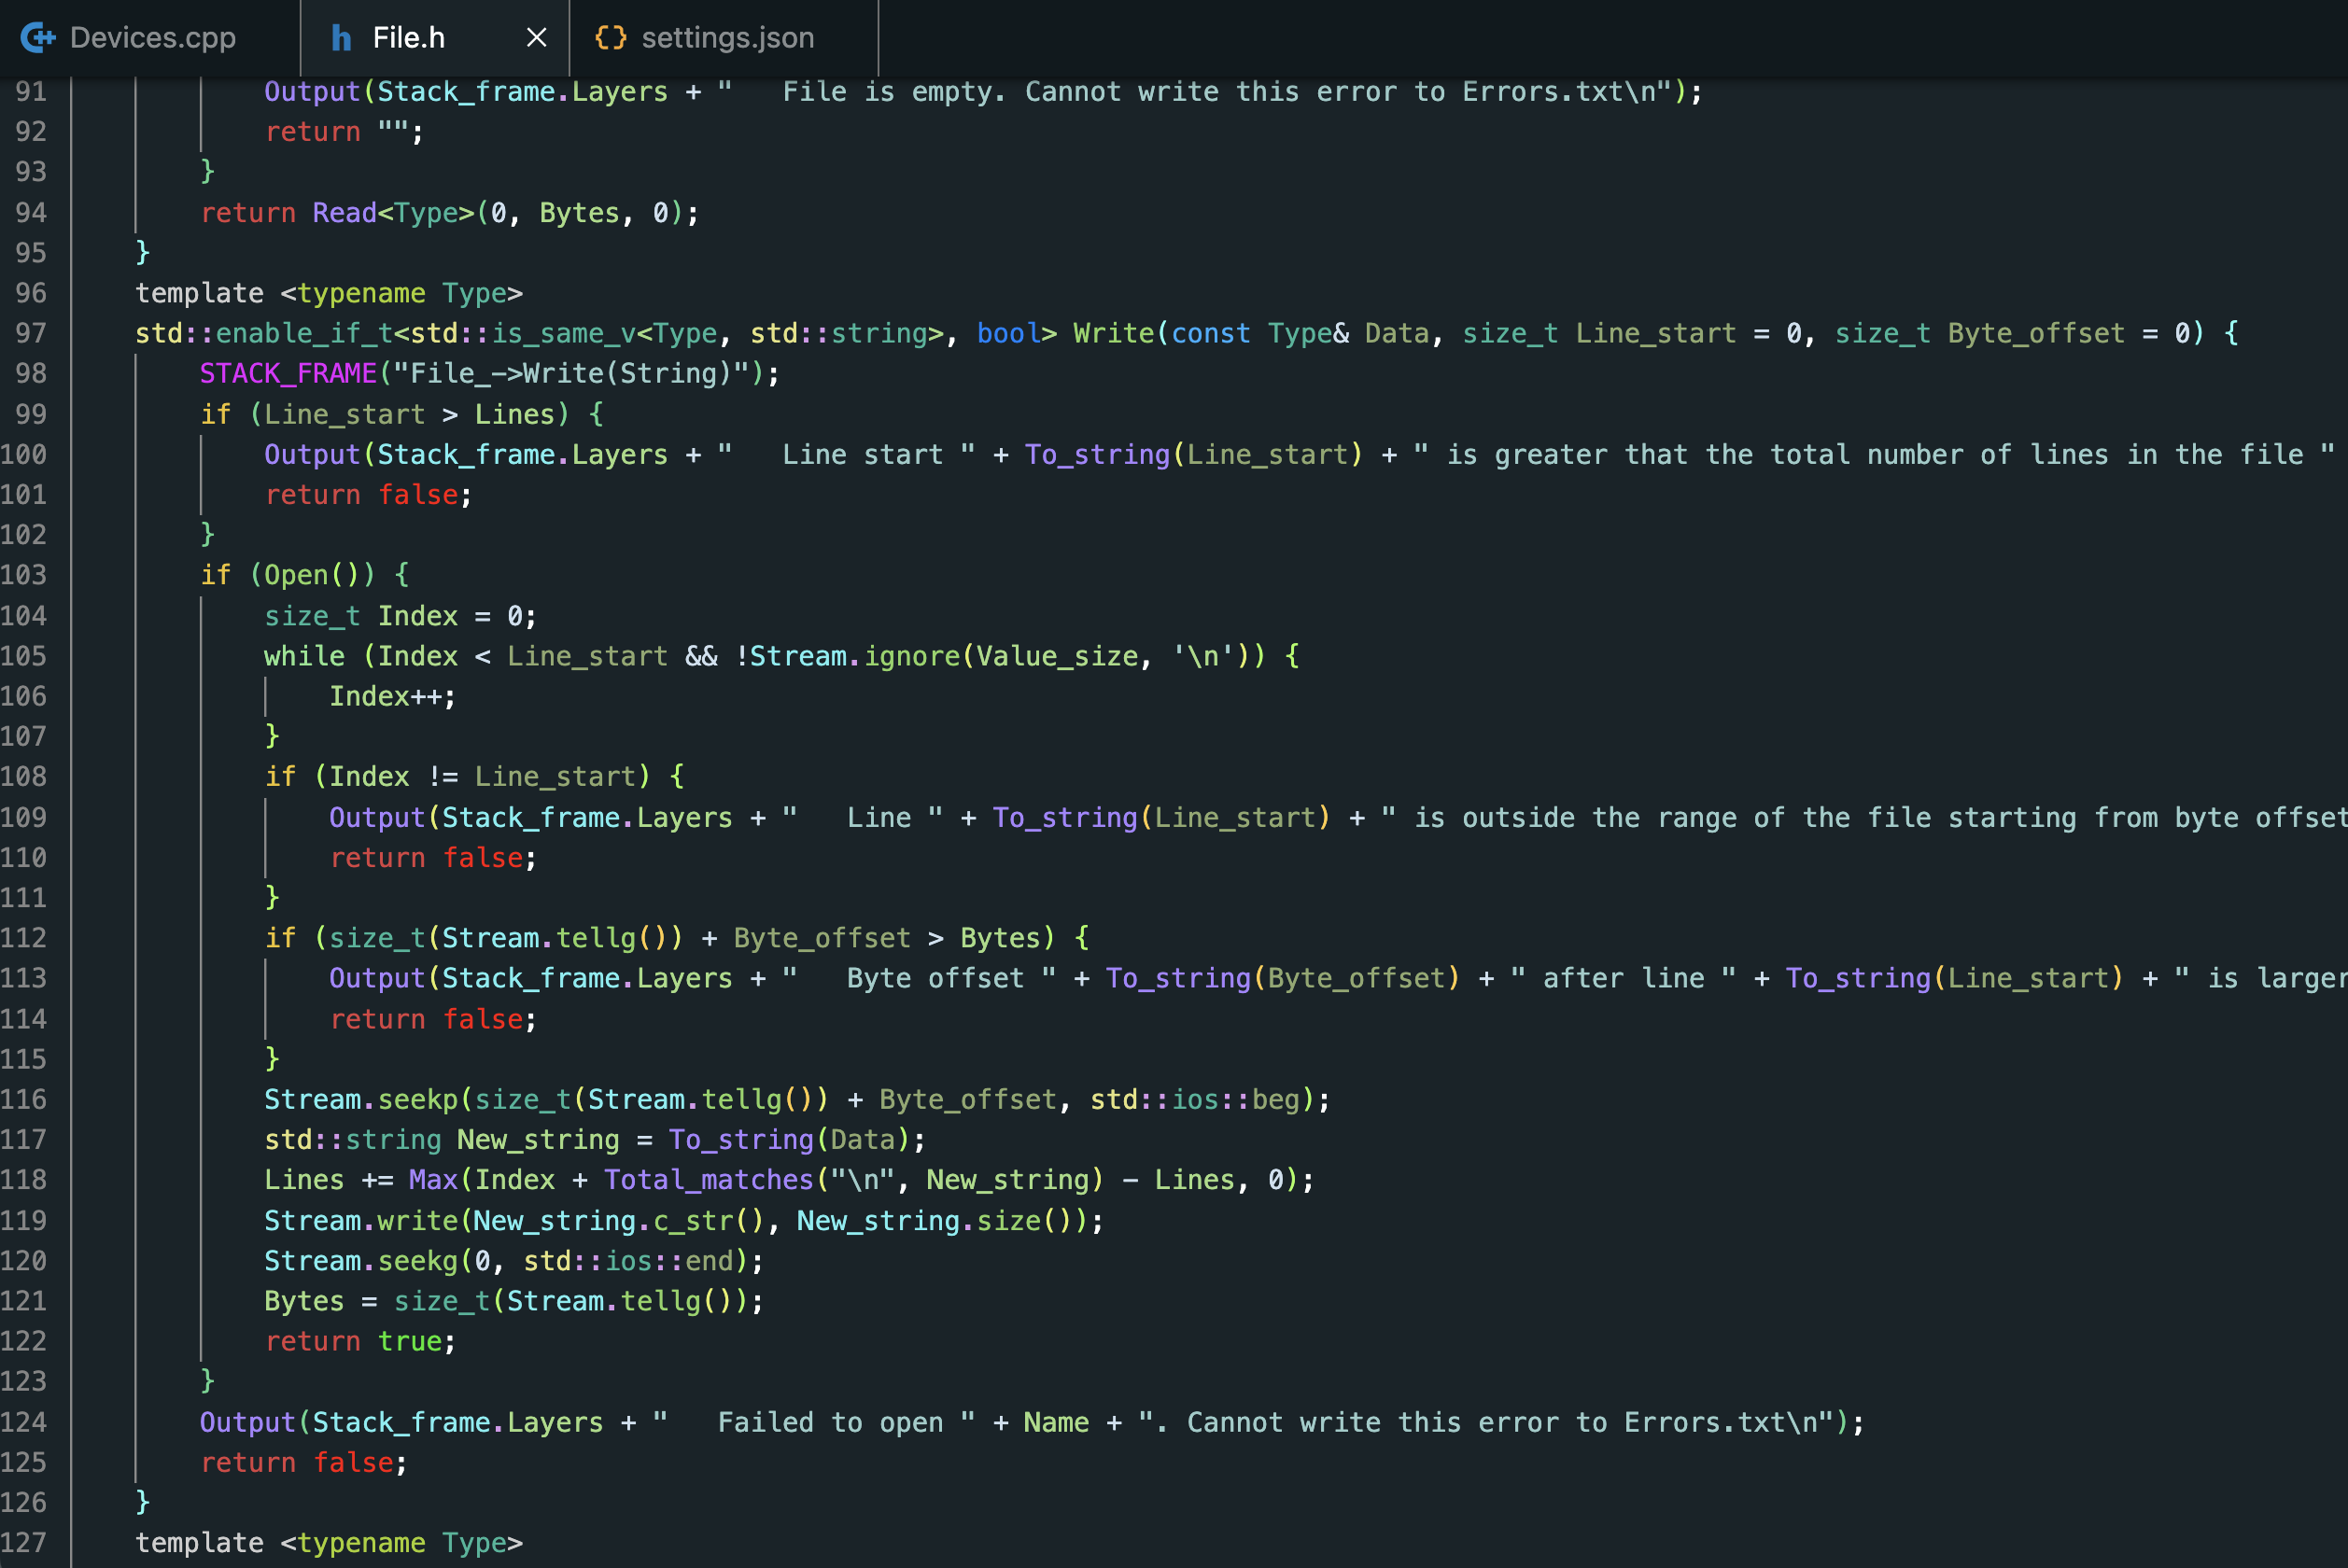 Devices.cpp
File.h
settings.json
91 Output(Stack_frame.Layers + "   File is empty. Cannot write this error to Errors.txt\n");
92 return "";
93 }
94 return Read<Type>(0, Bytes, 0);
95 }
96 template <typename Type>
97 std::enable_if_t<std::is_same_v<Type, std::string>, bool> Write(const Type& Data, size_t Line_start = 0, size_t Byte_offset = 0) {
98 STACK_FRAME("File_->Write(String)");
99 if (Line_start > Lines) {
100 Output(Stack_frame.Layers + "   Line start " + To_string(Line_start) + " is greater that the total number of lines in the file "
101 return false;
102 }
103 if (Open()) {
104 size_t Index = 0;
105 while (Index < Line_start && !Stream.ignore(Value_size, '\n')) {
106 Index++;
107 }
108 if (Index != Line_start) {
109 Output(Stack_frame.Layers + "   Line " + To_string(Line_start) + " is outside the range of the file starting from byte offset
110 return false;
111 }
112 if (size_t(Stream.tellg()) + Byte_offset > Bytes) {
113 Output(Stack_frame.Layers + "   Byte offset " + To_string(Byte_offset) + " after line " + To_string(Line_start) + " is larger
114 return false;
115 }
116 Stream.seekp(size_t(Stream.tellg()) + Byte_offset, std::ios::beg);
117 std::string New_string = To_string(Data);
118 Lines += Max(Index + Total_matches("\n", New_string) - Lines, 0);
119 Stream.write(New_string.c_str(), New_string.size());
120 Stream.seekg(0, std::ios::end);
121 Bytes = size_t(Stream.tellg());
122 return true;
123 }
124 Output(Stack_frame.Layers + "   Failed to open " + Name + ". Cannot write this error to Errors.txt\n");
125 return false;
126 }
127 template <typename Type>